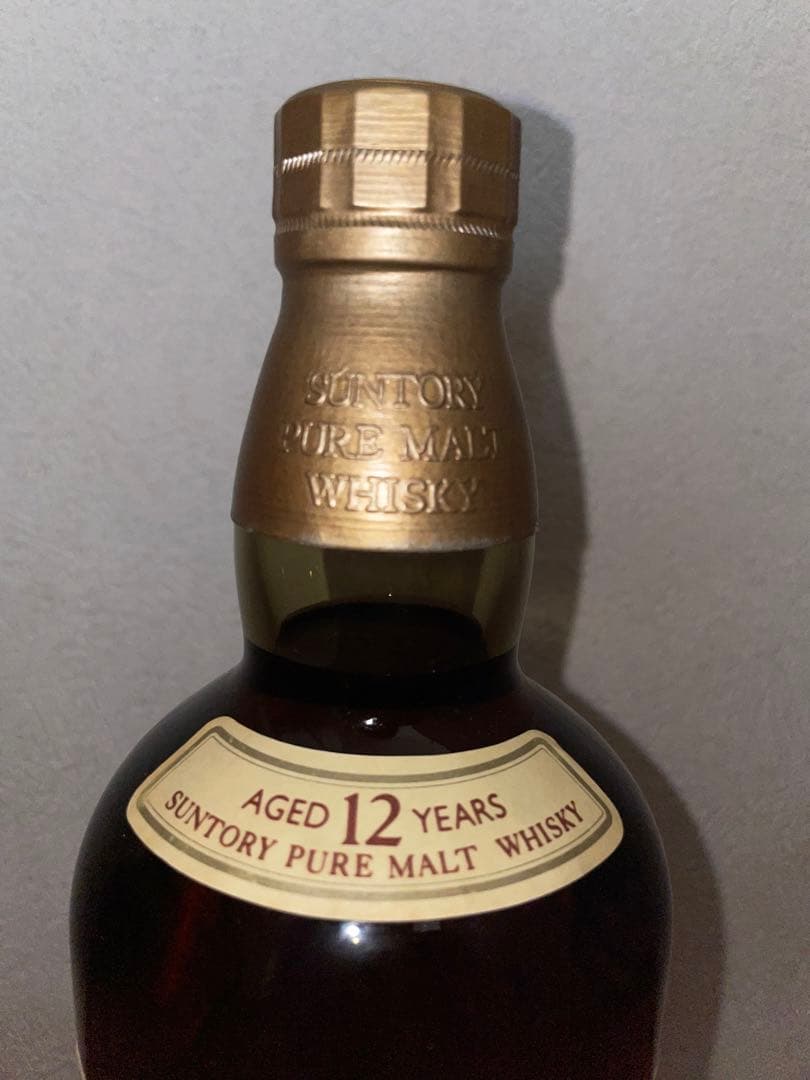 SUNTORY
PURE MALT
WHISKY
AGED 12 YEARS
SUNTORY PURE MALT WHISKY